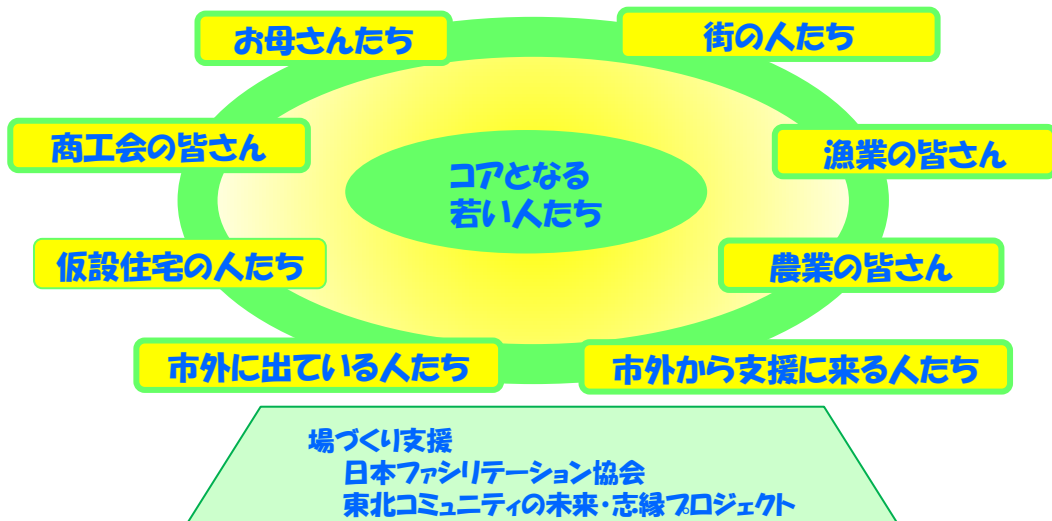 お母さんたち
街の人たち
商工会の皆さん
漁業の皆さん
コアとなる
若い人たち
仮設住宅の人たち
農業の皆さん
市外に出ている人たち
市外から支援に来る人たち
場づくり支援
日本ファシリテーション協会
東北コミュニティの未来・志縁プロジェクト